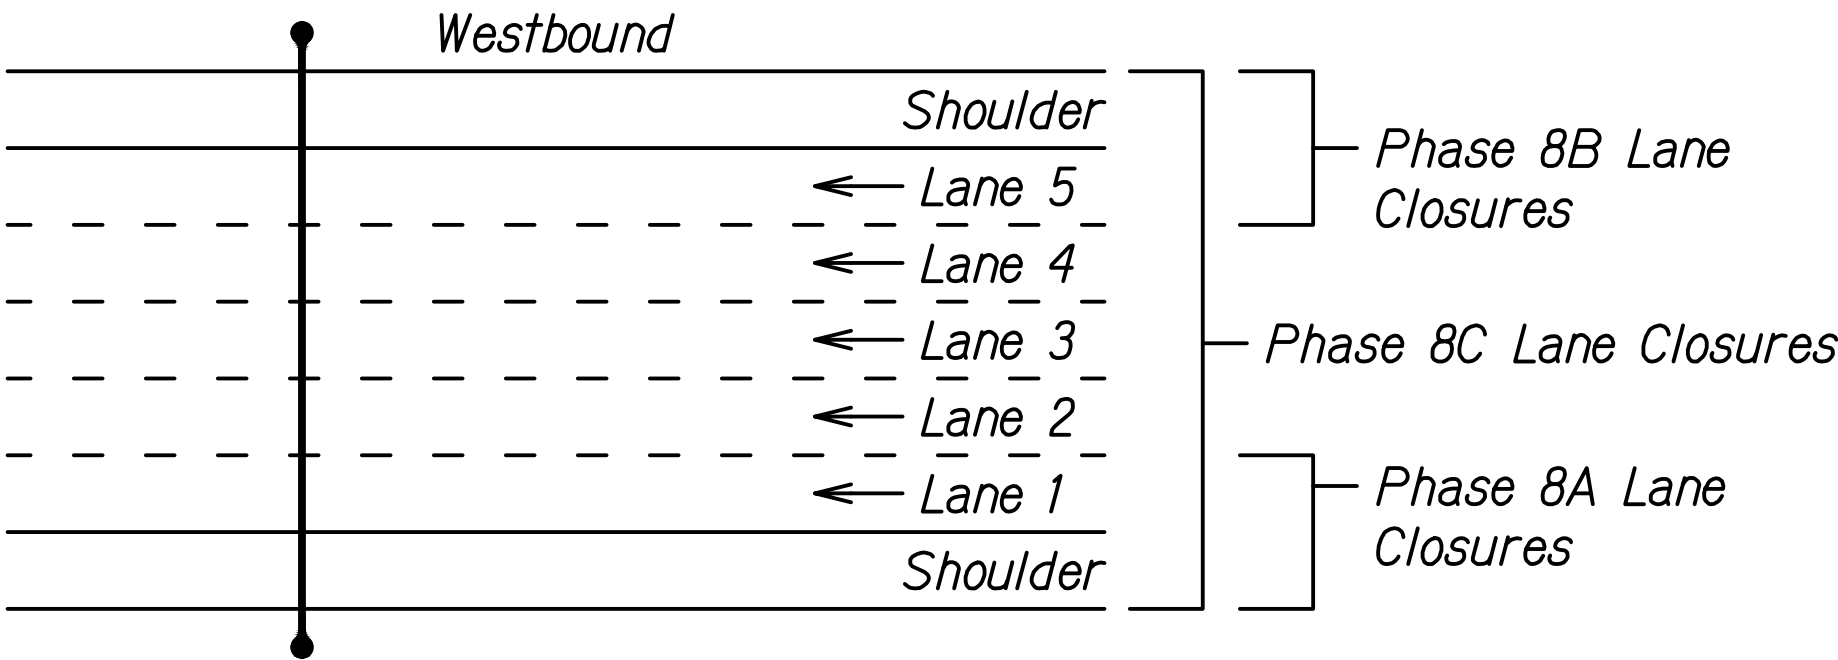 Westbound
Shoulder
Lane 5
Phase 8B Lane
Closures
Lane 4
Lane 3
Phase 8C Lane Closures
Lane 2
Lane 1
Phase 8A Lane
Closures
Shoulder